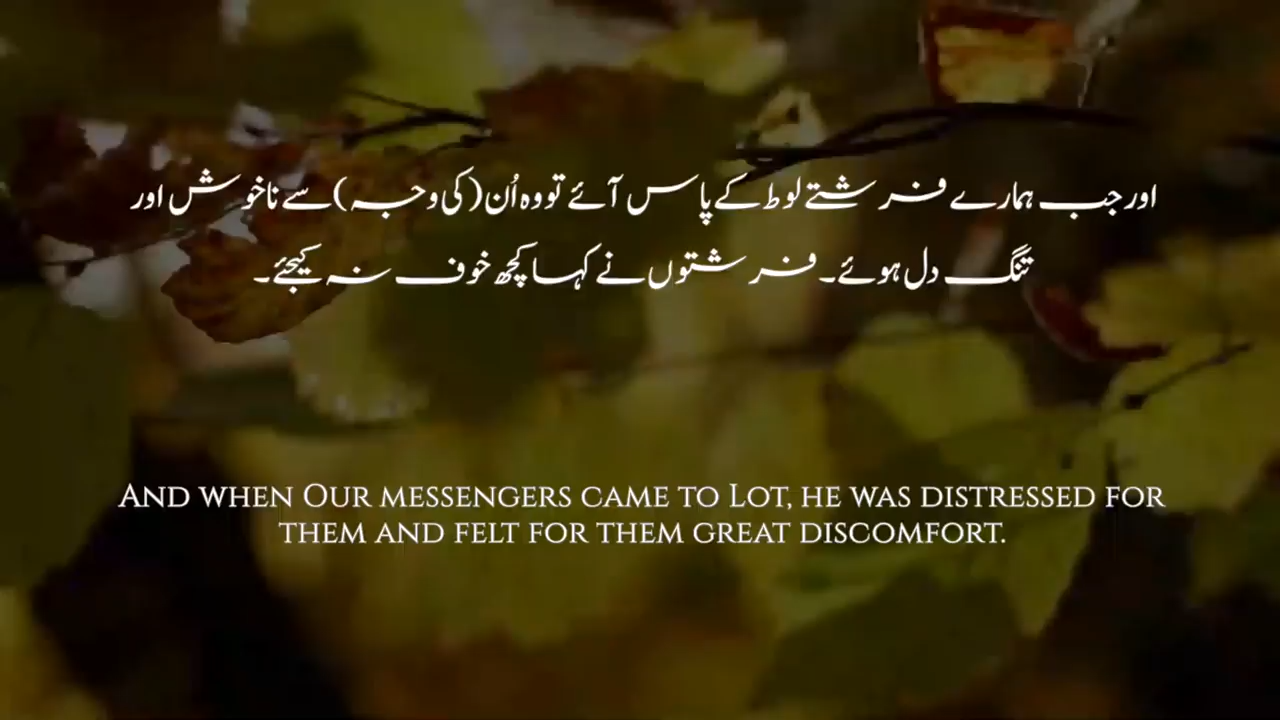 اور جب ہمارے فرشتے لوط کے پاس آئے تو وہ اُن (کی وجہ) سے ناخوش اور
تنگ دل ہوئے۔ فرشتوں نے کہا کچھ خوف نہ کیجئے۔
And when Our messengers came to Lot, he was distressed for
them and felt for them great discomfort.